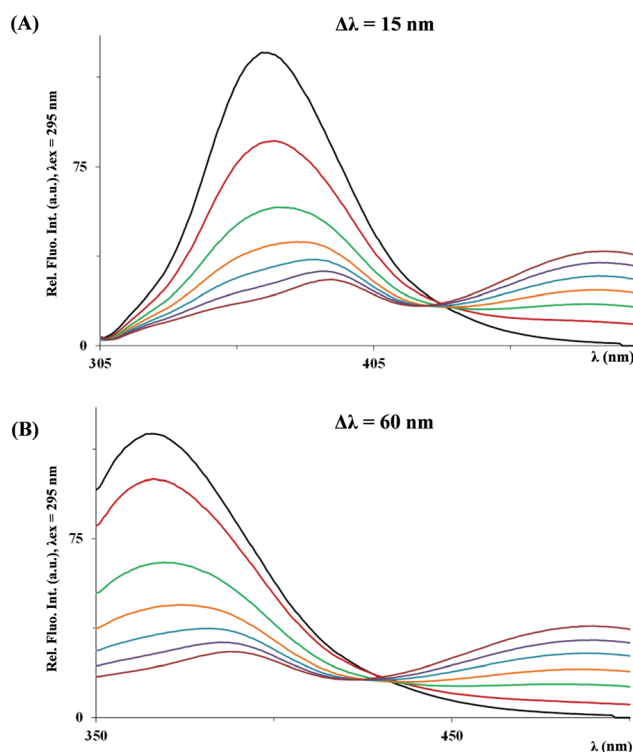 (A)
Δλ = 15 nm
Rel. Fluo. Int. (a.u.), λex = 295 nm
75
0
305
405
λ (nm)
(B)
Δλ = 60 nm
Rel. Fluo. Int. (a.u.), λex = 295 nm
75
0
350
450
λ (nm)